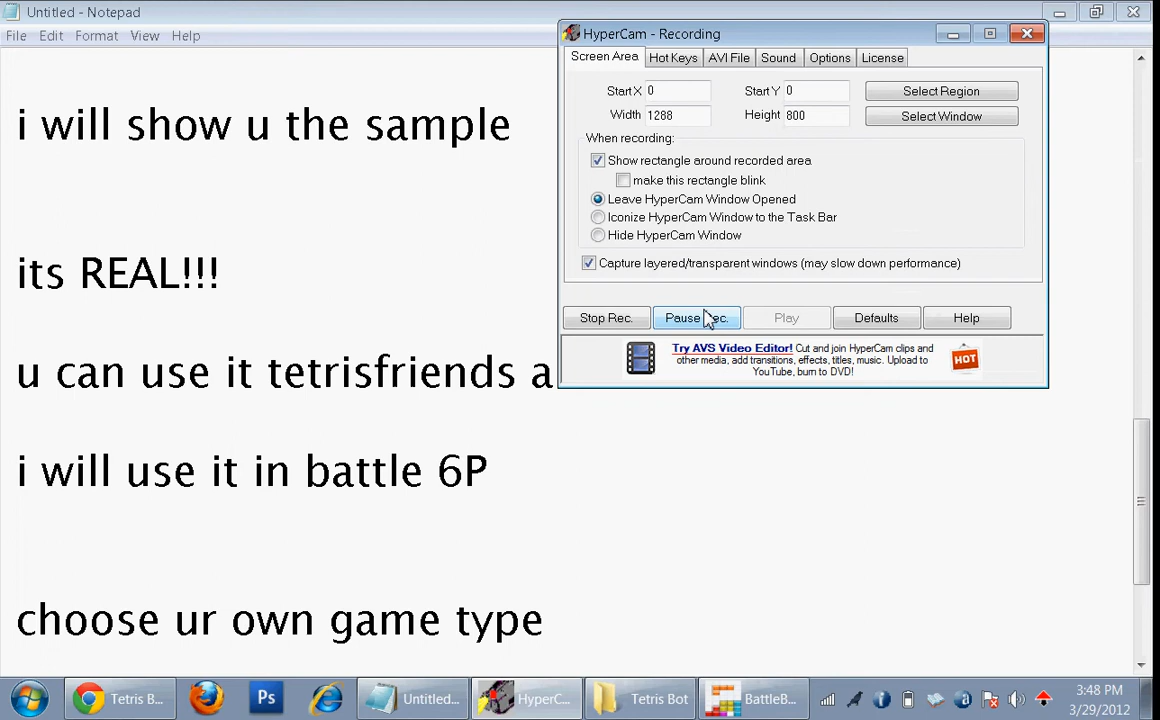 Untitled - Notepad
File Edit Format View Help
i will show u the sample
its REAL!!!
u can use it tetrisfriends a
i will use it in battle 6P
choose ur own game type
HyperCam - Recording
Screen Area Hot Keys AVI File Sound Options License
Start X 0 Start Y 0 Select Region
Width 1288 Height 800 Select Window
When recording:
Show rectangle around recorded area
make this rectangle blink
Leave HyperCam Window Opened
Iconize HyperCam Window to the Task Bar
Hide HyperCam Window
Capture layered/transparent windows (may slow down performance)
Stop Rec. Pause Rec. Play Defaults Help
Try AVS Video Editor! Cut and join HyperCam clips and
other media, add transitions, effects, titles, music. Upload to
YouTube, burn to DVD!
HOT
Tetris B... Ps Untitled... HyperC... Tetris Bot BattleB... 3:48 PM
3/29/2012